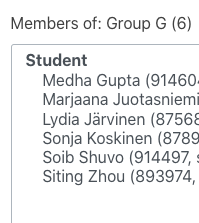 Members of: Group G (6)
Student
Medha Gupta (91460
Marjaana Juotasniemi
Lydia Järvinen (87568
Sonja Koskinen (8789
Soib Shuvo (914497, s
Siting Zhou (893974,